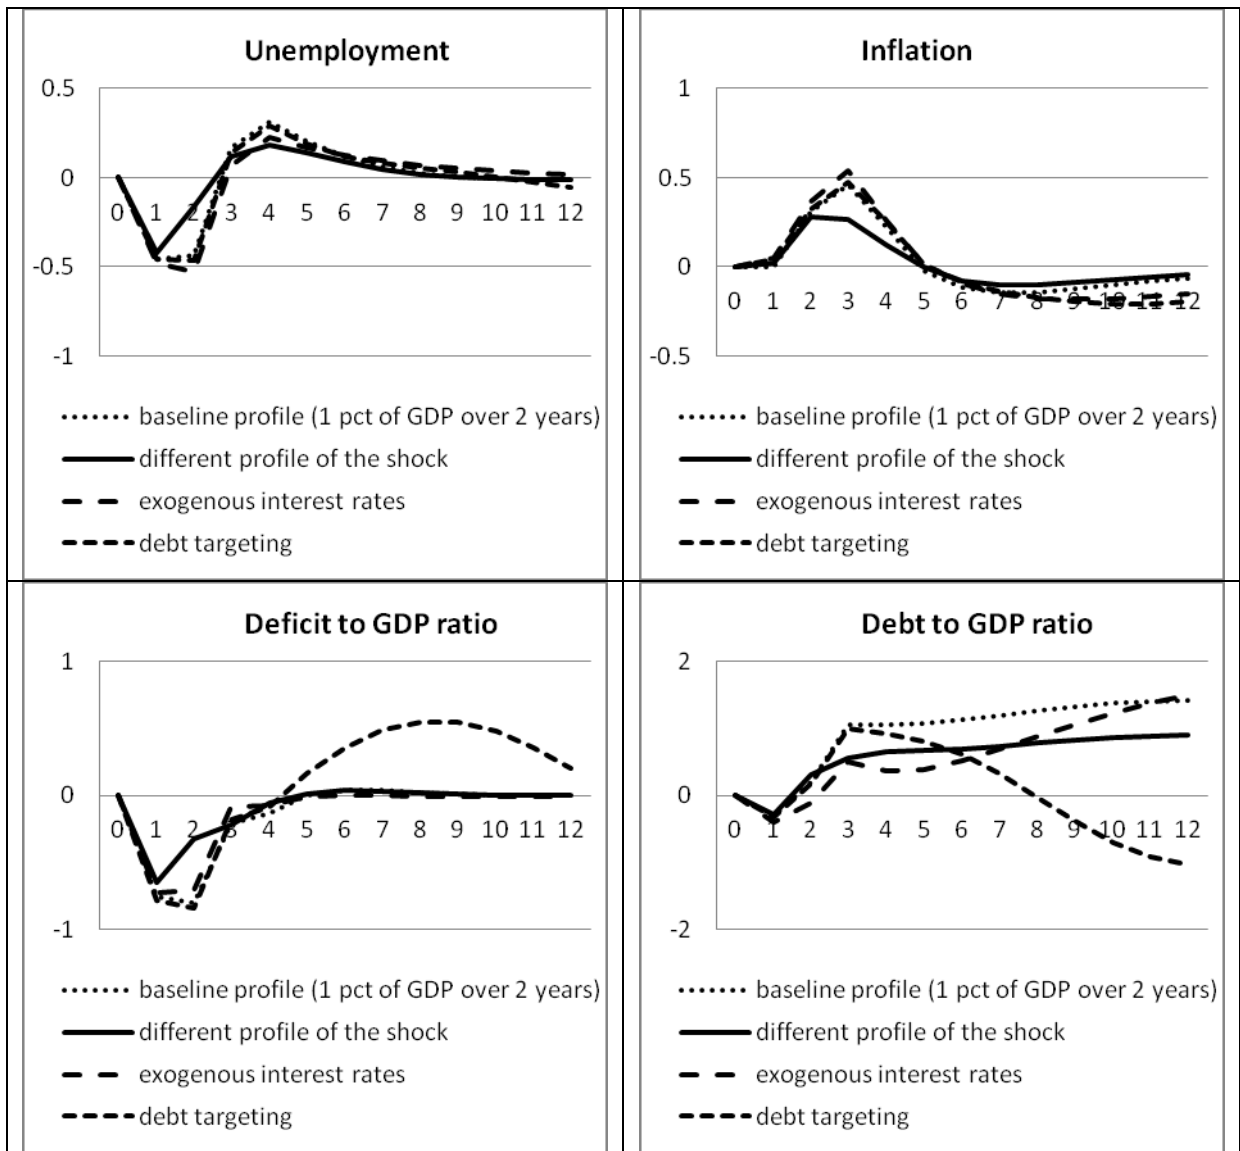 Unemployment
0.5
0
-0.5
-1
0 1 2 3 4 5 6 7 8 9 10 11 12
baseline profile (1 pct of GDP over 2 years)
different profile of the shock
exogenous interest rates
debt targeting
Inflation
1
0.5
0
-0.5
0 1 2 3 4 5 6 7 8 9 10 11 12
baseline profile (1 pct of GDP over 2 years)
different profile of the shock
exogenous interest rates
debt targeting
Deficit to GDP ratio
1
0
-1
0 1 2 3 4 5 6 7 8 9 10 11 12
baseline profile (1 pct of GDP over 2 years)
different profile of the shock
exogenous interest rates
debt targeting
Debt to GDP ratio
2
0
-2
0 1 2 3 4 5 6 7 8 9 10 11 12
baseline profile (1 pct of GDP over 2 years)
different profile of the shock
exogenous interest rates
debt targeting